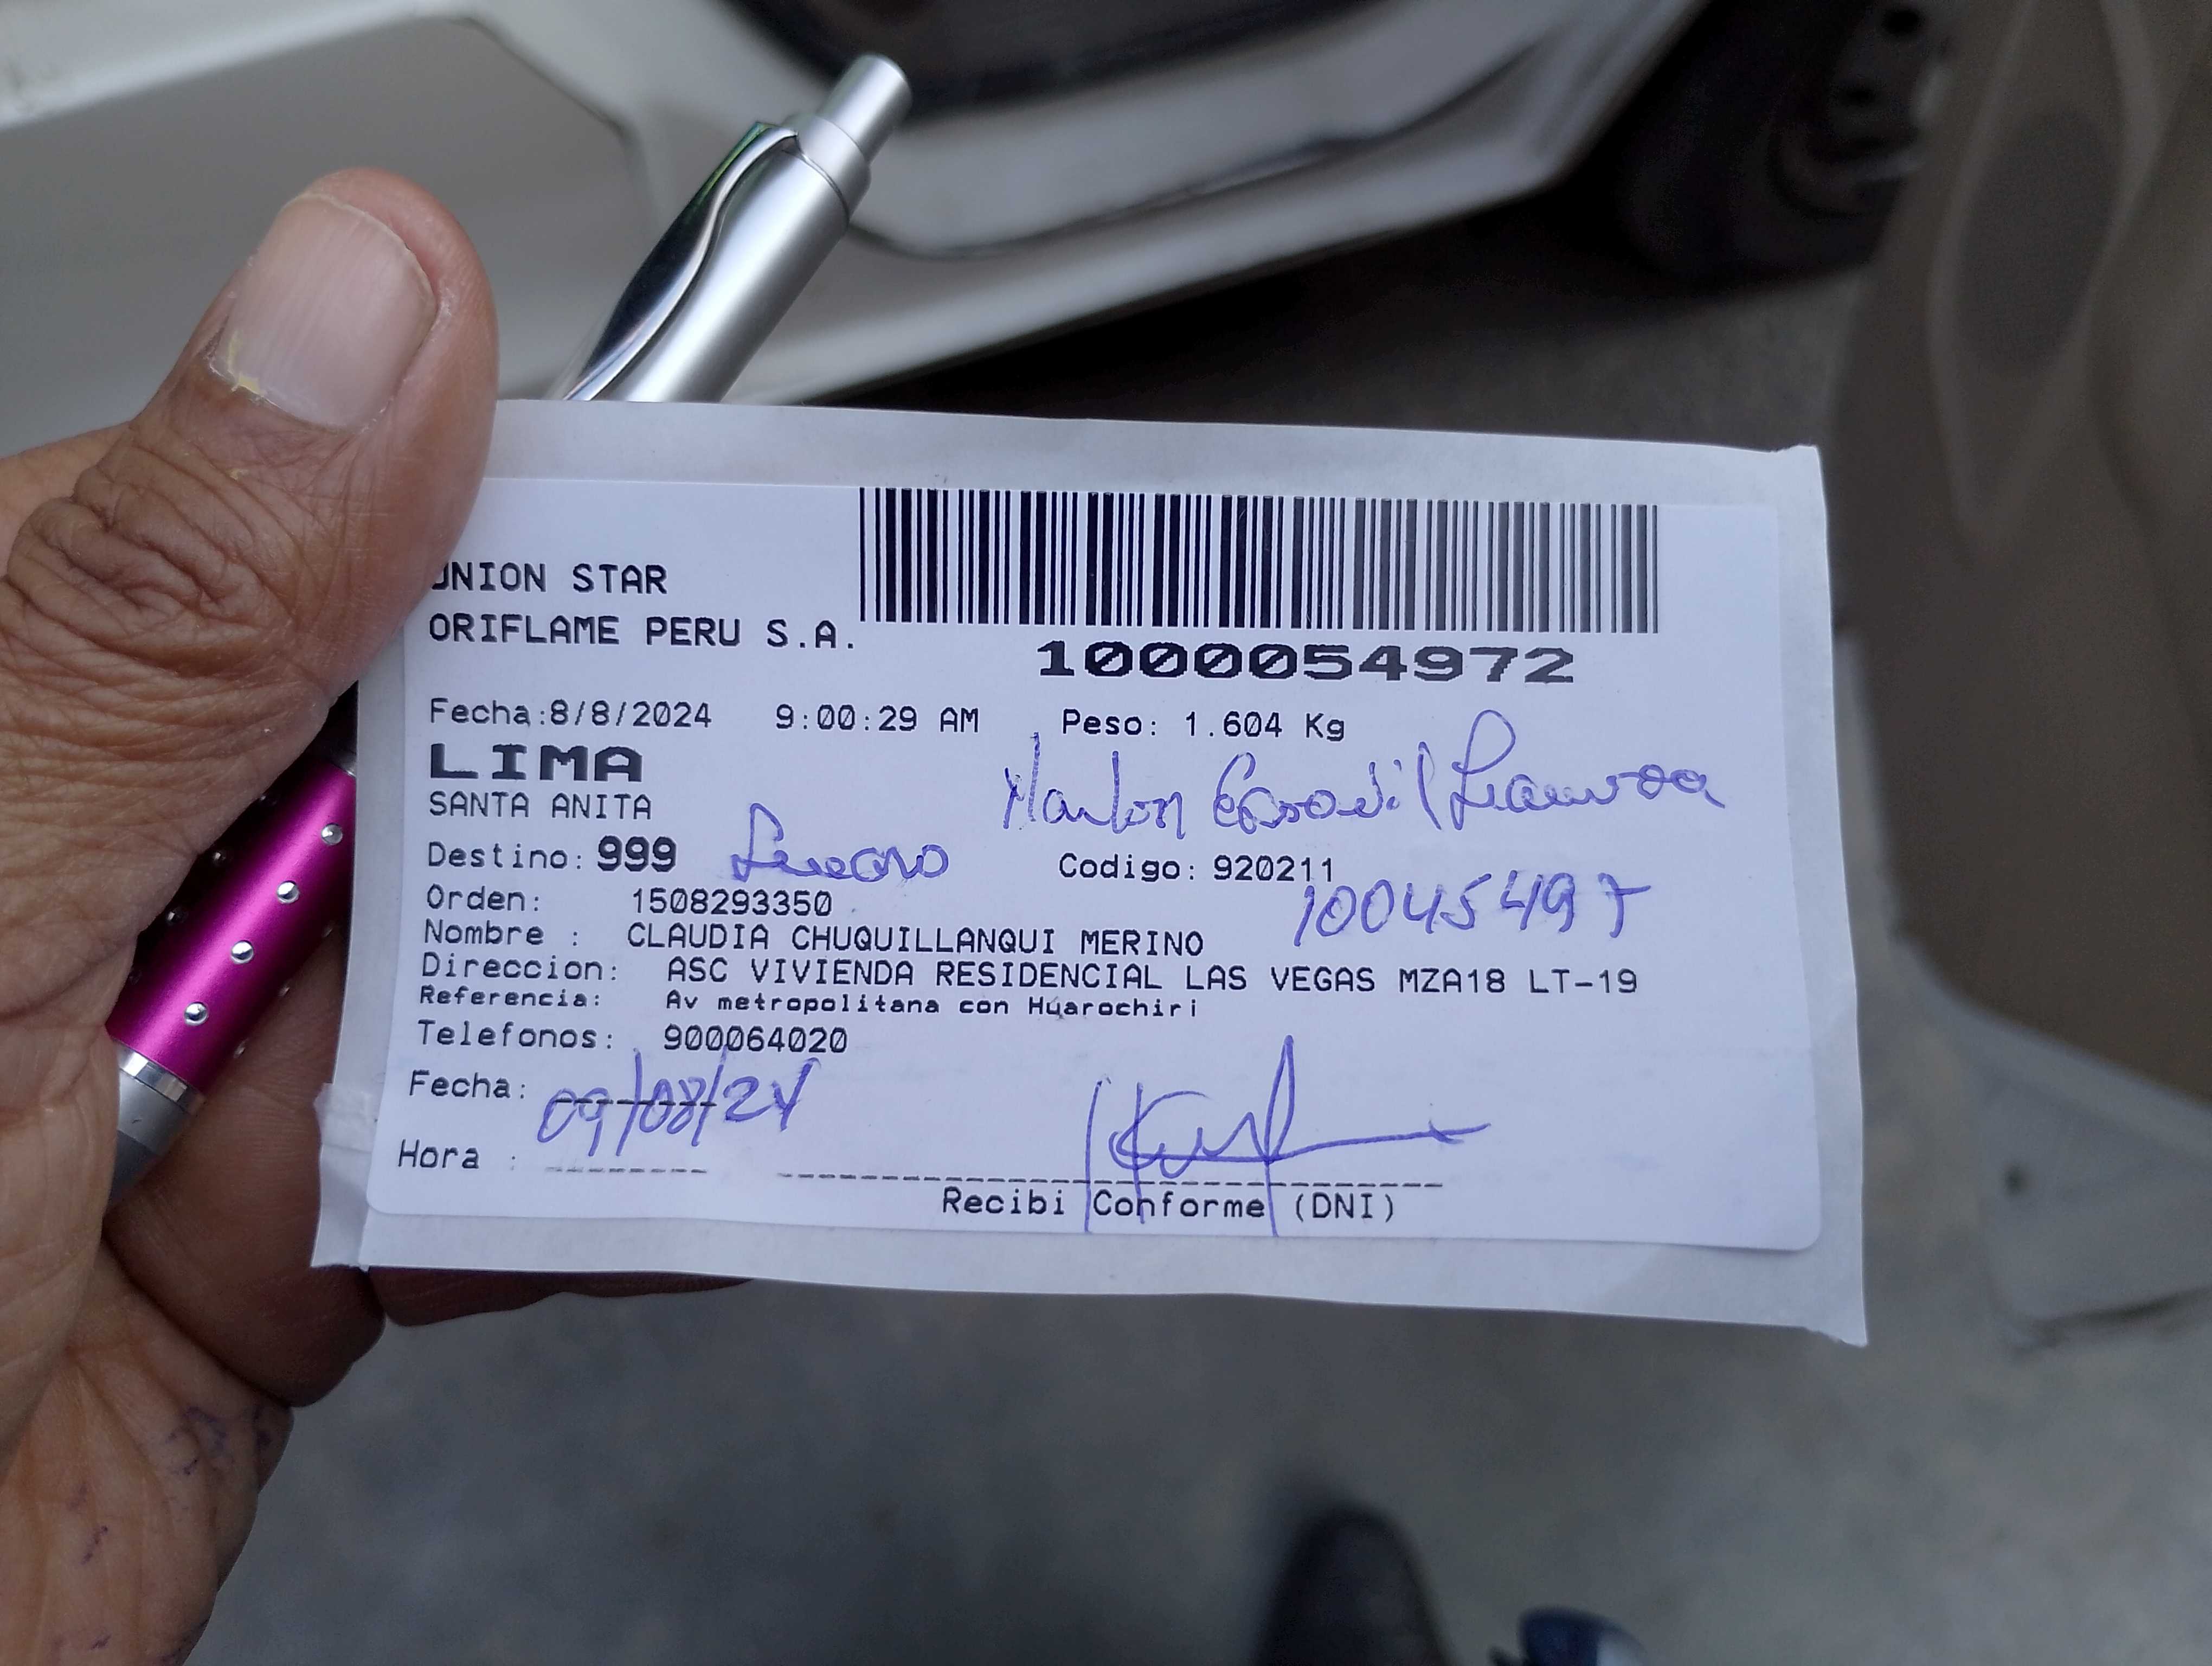 UNION STAR
ORIFLAME PERU S.A.
1000054972
Fecha:8/8/2024 9:00:29 AM Peso: 1.604 Kg
LIMA
SANTA ANITA
Marlon
Destino: 999 Codigo: 920211
Orden: 1508293350
10045497
Nombre : CLAUDIA CHUQUILLANQUI MERINO
Direccion: ASC VIVIENDA RESIDENCIAL LAS VEGAS MZA18 LT-19
Referencia: Av metropolitana con Huarochiri
Telefonos: 900064020
Fecha: 09/08/24
Hora :
Recibi Conforme (DNI)